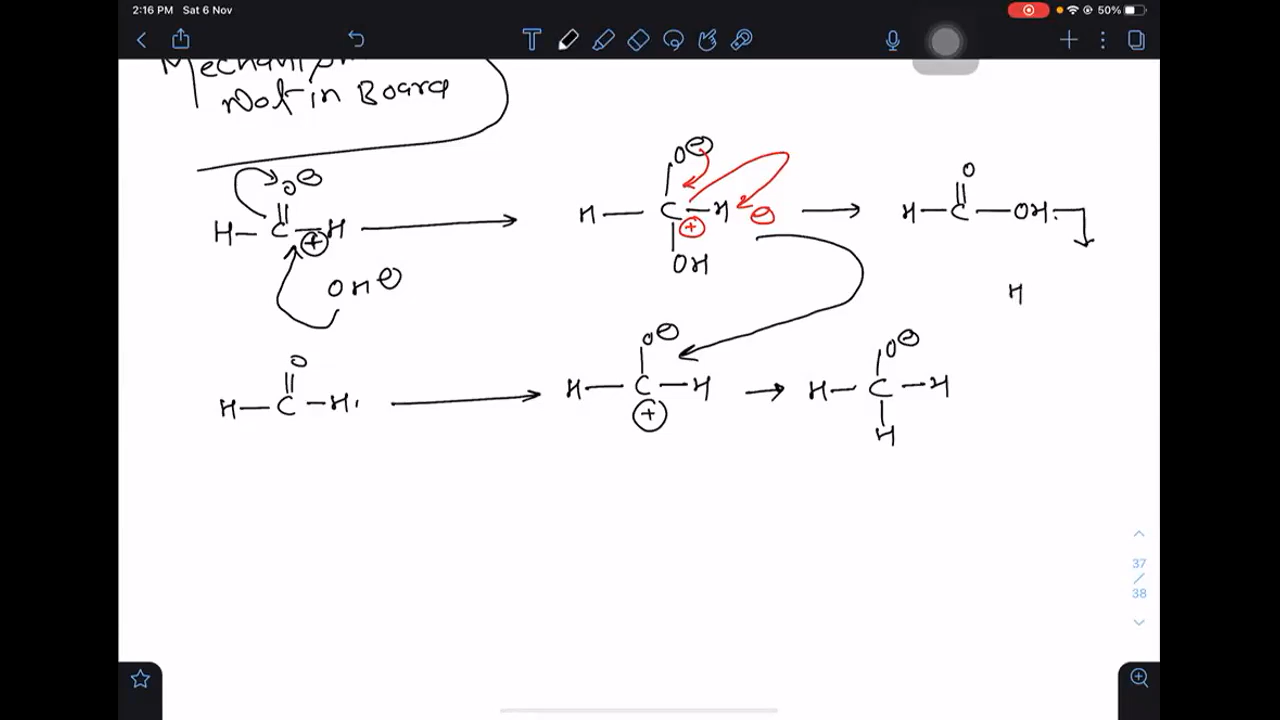 2:16 PM Sat 6 Nov 50%
T
Mechanism
Not in Board
O⊖
H—C—H
⊕
OH⊖
O⊖
H—C—H ⊖
⊕
OH
O
H—C—OH
H
O
H—C—H
O⊖
H—C—H
⊕
O⊖
H—C—H
H
37
/
38